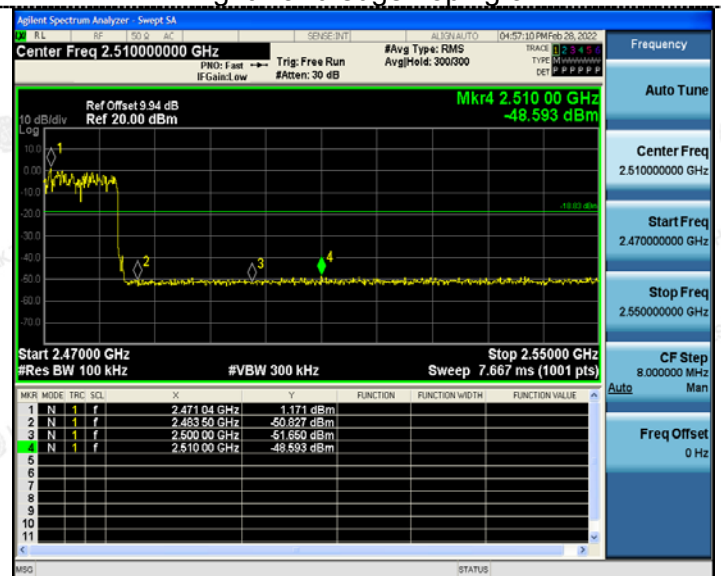 Agilent Spectrum Analyzer - Swept SA
RL RF 50 Ω AC SENSE:INT ALIGNAUTO 04:57:10 PM Feb 28, 2022
Center Freq 2.510000000 GHz
PNO: Fast
IFGain:Low
Trig: Free Run
#Atten: 30 dB
#Avg Type: RMS
Avg|Hold: 300/300
TRACE 1 2 3 4 5 6
TYPE M W W W W W
DET P P P P P P
Frequency
Ref Offset 9.94 dB
10 dB/div Ref 20.00 dBm
Log
Mkr4 2.510 00 GHz
-48.593 dBm
10.0
0.00
-10.0
-20.0
-30.0
-40.0
-50.0
-60.0
-70.0
1
2
3
4
-18.83 dBm
Start 2.47000 GHz Stop 2.55000 GHz
#Res BW 100 kHz #VBW 300 kHz Sweep 7.667 ms (1001 pts)
MKR MODE TRC SCL X Y FUNCTION FUNCTION WIDTH FUNCTION VALUE
1 N 1 f 2.471 04 GHz 1.171 dBm
2 N 1 f 2.483 50 GHz -50.827 dBm
3 N 1 f 2.500 00 GHz -51.650 dBm
4 N 1 f 2.510 00 GHz -48.593 dBm
5
6
7
8
9
10
11
MSG STATUS
Auto Tune
Center Freq
2.510000000 GHz
Start Freq
2.470000000 GHz
Stop Freq
2.550000000 GHz
CF Step
8.000000 MHz
Auto Man
Freq Offset
0 Hz